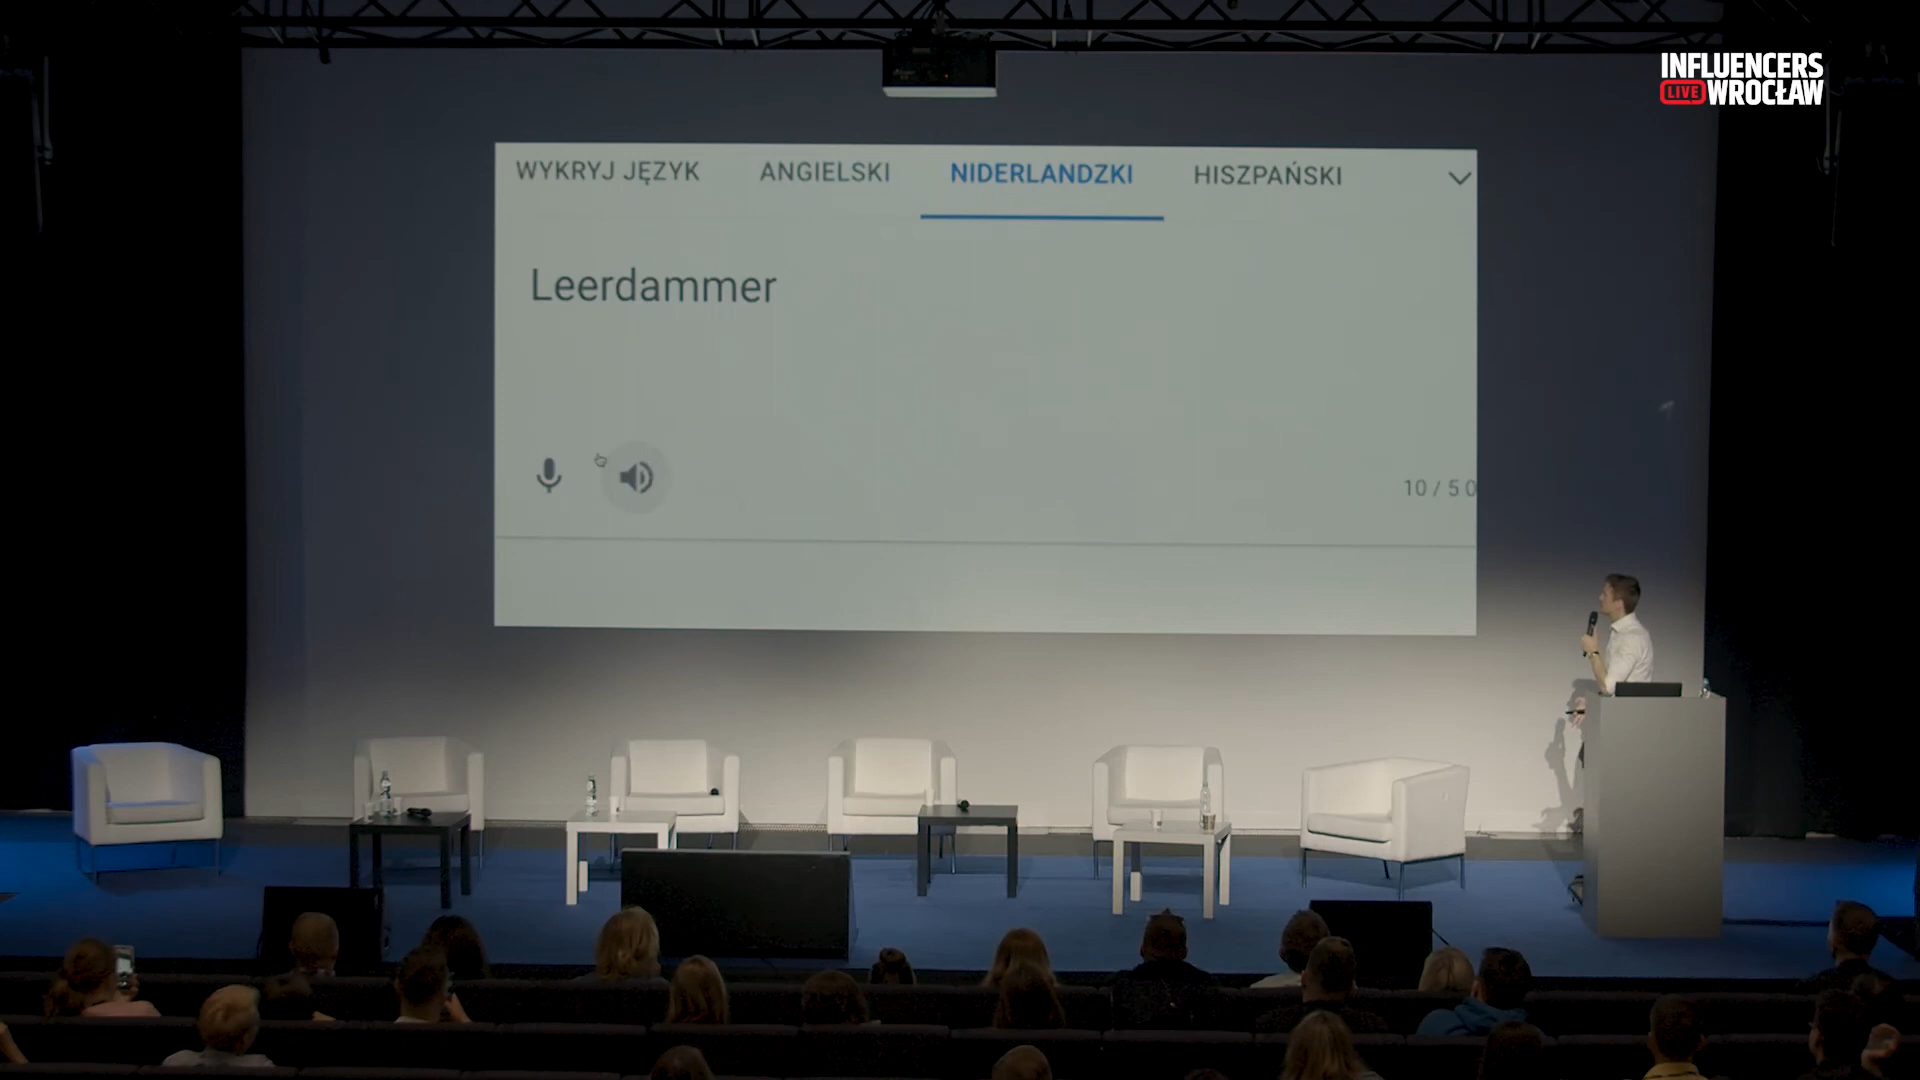 INFLUENCERS
LIVE WROCŁAW
WYKRYJ JĘZYK ANGIELSKI NIDERLANDZKI HISZPAŃSKI
Leerdammer
10 / 50